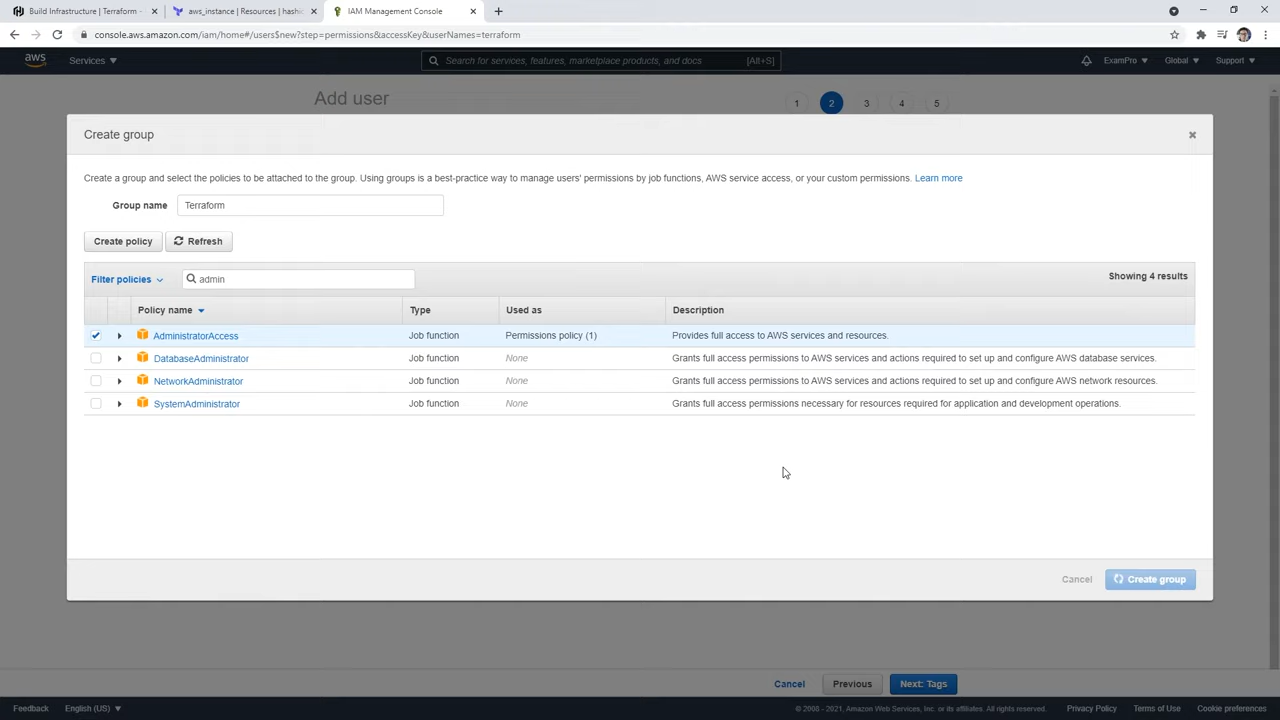 Build Infrastructure | Terraform -
aws_instance | Resources | hashic
IAM Management Console
console.aws.amazon.com/iam/home#/users$new?step=permissions&accessKey&userNames=terraform
aws
Services
Search for services, features, marketplace products, and docs
[Alt+S]
ExamPro
Global
Support
Add user
1
2
3
4
5
Create group
Create a group and select the policies to be attached to the group. Using groups is a best-practice way to manage users' permissions by job functions, AWS service access, or your custom permissions. Learn more
Group name
Terraform
Create policy
Refresh
Filter policies
admin
Showing 4 results
Policy name
Type
Used as
Description
AdministratorAccess
Job function
Permissions policy (1)
Provides full access to AWS services and resources.
DatabaseAdministrator
Job function
None
Grants full access permissions to AWS services and actions required to set up and configure AWS database services.
NetworkAdministrator
Job function
None
Grants full access permissions to AWS services and actions required to set up and configure AWS network resources.
SystemAdministrator
Job function
None
Grants full access permissions necessary for resources required for application and development operations.
Cancel
Create group
Cancel
Previous
Next: Tags
Feedback
English (US)
© 2008 - 2021, Amazon Web Services, Inc. or its affiliates. All rights reserved.
Privacy Policy
Terms of Use
Cookie preferences